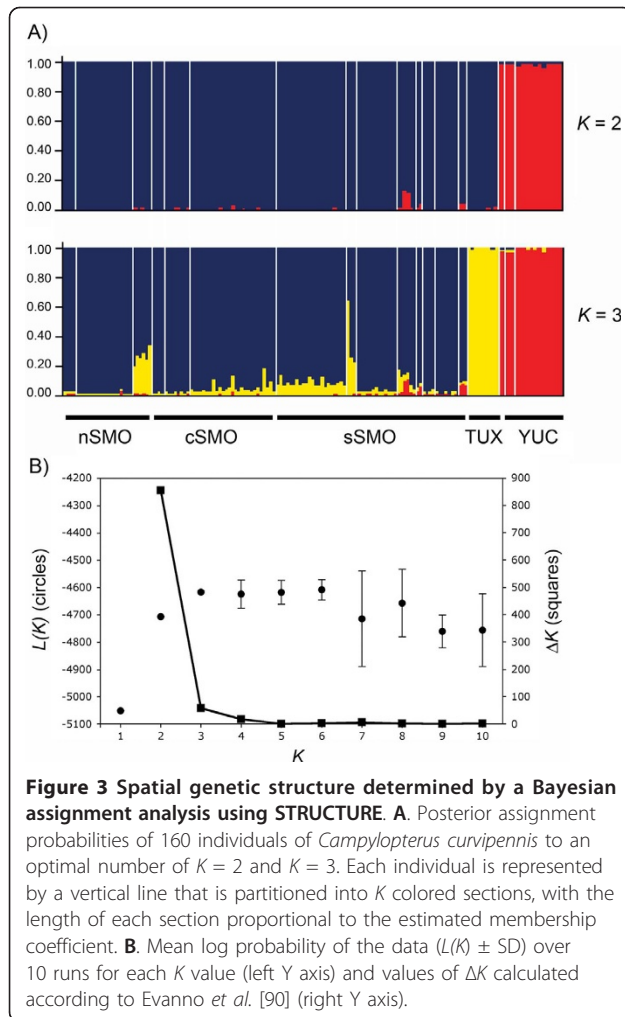 A)
1.00
0.80
0.60
0.40
0.20
0.00
K = 2
1.00
0.80
0.60
0.40
0.20
0.00
K = 3
nSMO cSMO sSMO TUX YUC
B)
L(K) (circles)
-4200
-4300
-4400
-4500
-4600
-4700
-4800
-4900
-5000
-5100
900
800
700
600
500
400
300
200
100
0
ΔK (squares)
1 2 3 4 5 6 7 8 9 10
K
Figure 3 Spatial genetic structure determined by a Bayesian
assignment analysis using STRUCTURE. A. Posterior assignment
probabilities of 160 individuals of Campylopterus curvipennis to an
optimal number of K = 2 and K = 3. Each individual is represented
by a vertical line that is partitioned into K colored sections, with the
length of each section proportional to the estimated membership
coefficient. B. Mean log probability of the data (L(K) ± SD) over
10 runs for each K value (left Y axis) and values of ΔK calculated
according to Evanno et al. [90] (right Y axis).